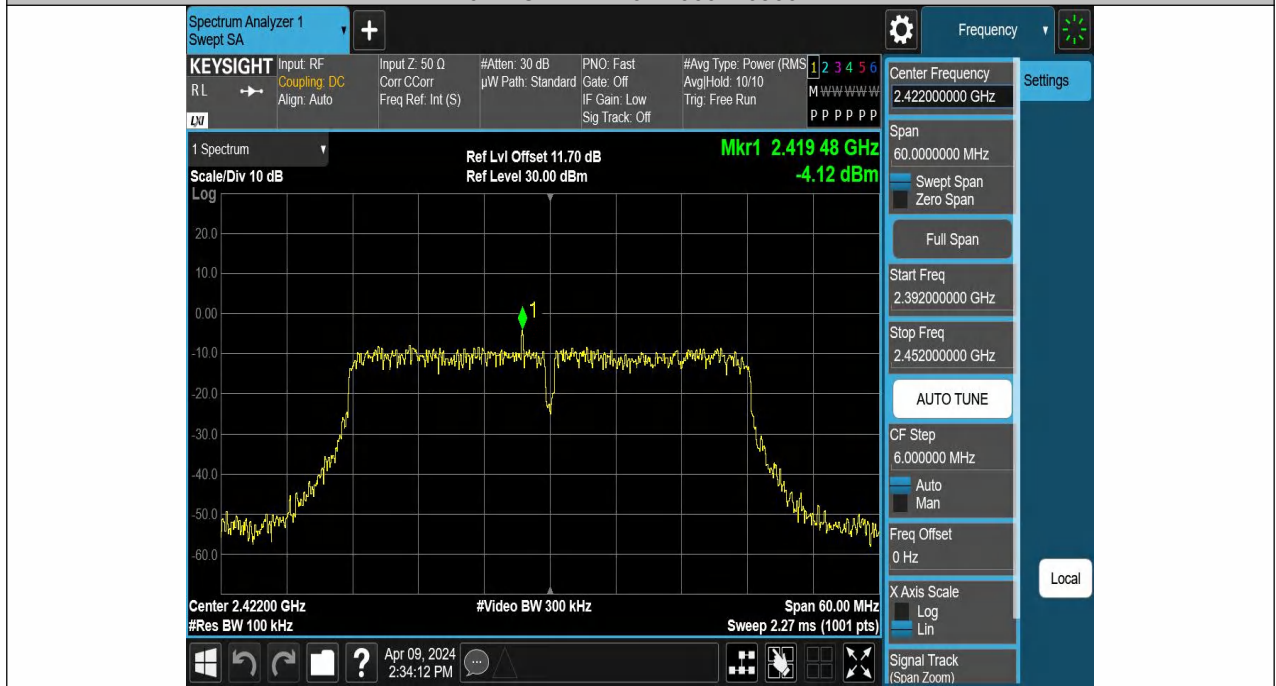 Spectrum Analyzer 1
Swept SA
+
Frequency
KEYSIGHT
RL
LXI
Input: RF
Coupling: DC
Align: Auto
Input Z: 50 Ω
Corr CCorr
Freq Ref: Int (S)
#Atten: 30 dB
µW Path: Standard
PNO: Fast
Gate: Off
IF Gain: Low
Sig Track: Off
#Avg Type: Power (RMS
Avg|Hold: 10/10
Trig: Free Run
1 2 3 4 5 6
M W W W W W
P P P P P P
1 Spectrum
Scale/Div 10 dB
Log
Ref Lvl Offset 11.70 dB
Ref Level 30.00 dBm
Mkr1 2.419 48 GHz
-4.12 dBm
20.0
10.0
0.00
-10.0
-20.0
-30.0
-40.0
-50.0
-60.0
1
Center 2.42200 GHz
#Res BW 100 kHz
#Video BW 300 kHz
Span 60.00 MHz
Sweep 2.27 ms (1001 pts)
Center Frequency
2.422000000 GHz
Span
60.0000000 MHz
Swept Span
Zero Span
Full Span
Start Freq
2.392000000 GHz
Stop Freq
2.452000000 GHz
AUTO TUNE
CF Step
6.000000 MHz
Auto
Man
Freq Offset
0 Hz
X Axis Scale
Log
Lin
Signal Track
(Span Zoom)
Settings
Local
?
Apr 09, 2024
2:34:12 PM